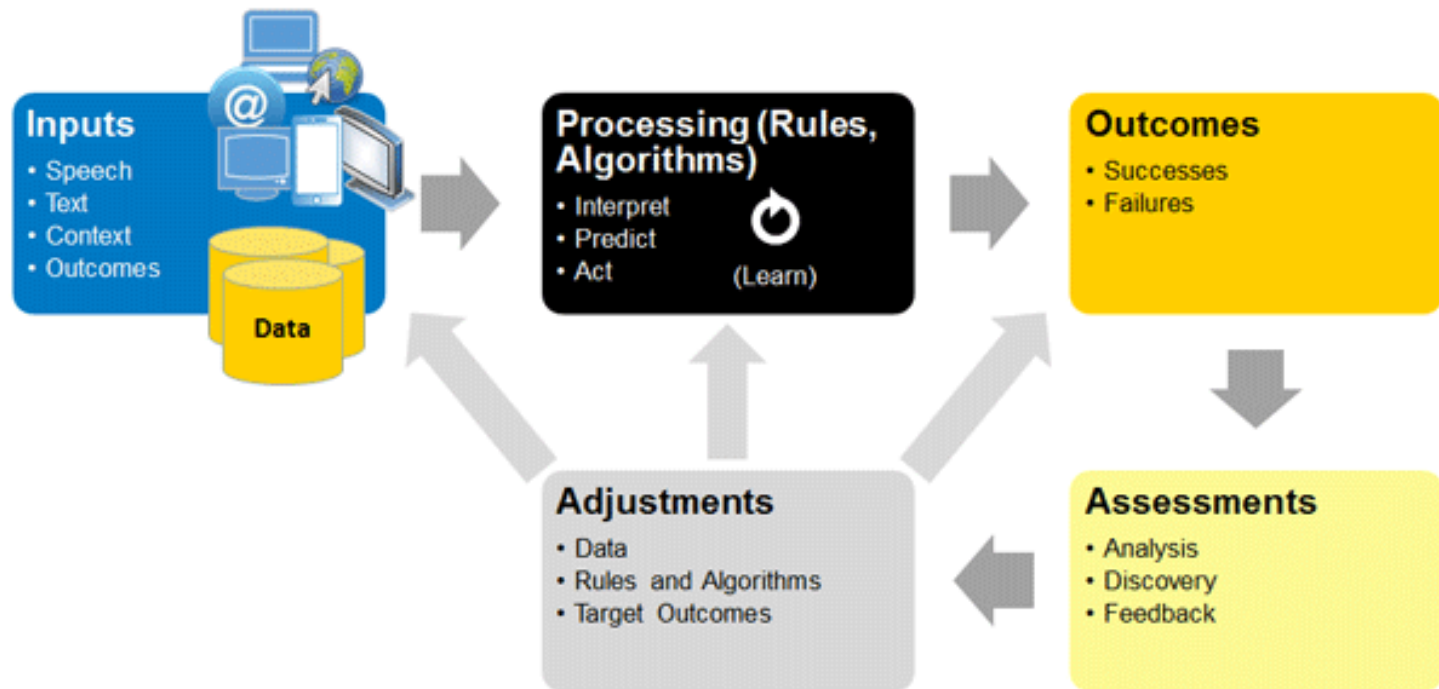 @
Inputs
• Speech
• Text
• Context
• Outcomes
Data
Processing (Rules,
Algorithms)
• Interpret
• Predict
• Act
(Learn)
Outcomes
• Successes
• Failures
Adjustments
• Data
• Rules and Algorithms
• Target Outcomes
Assessments
• Analysis
• Discovery
• Feedback